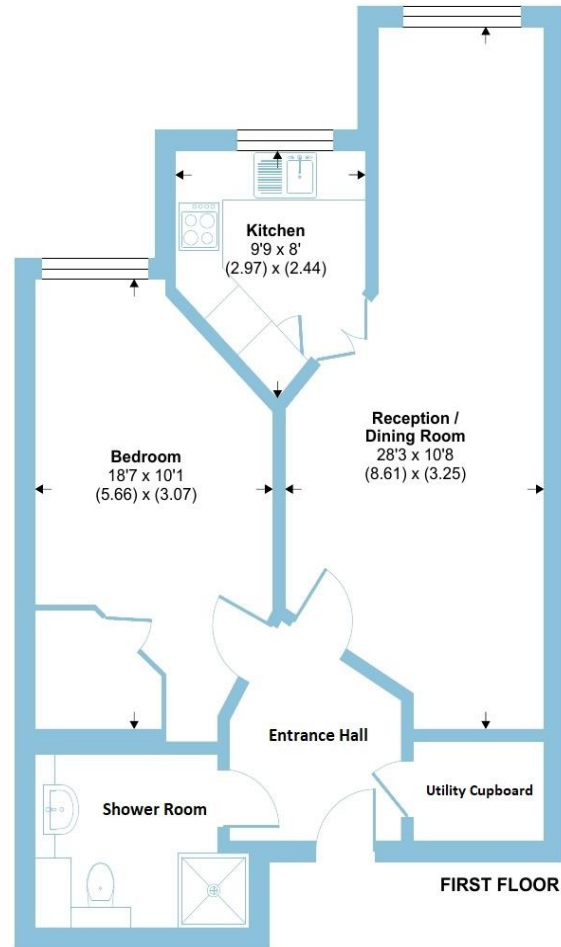 Kitchen
9'9 x 8'
(2.97) x (2.44)
Reception /
Dining Room
28'3 x 10'8
(8.61) x (3.25)
Bedroom
18'7 x 10'1
(5.66) x (3.07)
Entrance Hall
Utility Cupboard
Shower Room
FIRST FLOOR